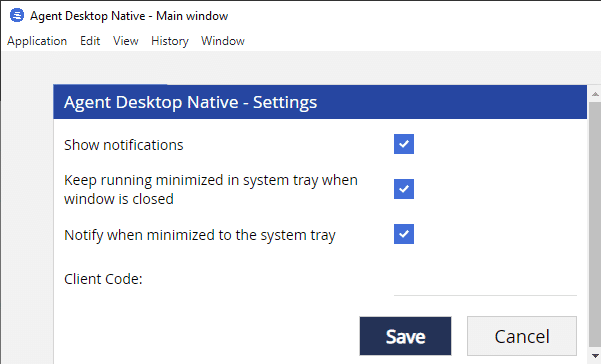 Agent Desktop Native - Main window
Application Edit View History Window
Agent Desktop Native - Settings
Show notifications
Keep running minimized in system tray when
window is closed
Notify when minimized to the system tray
Client Code:
Save Cancel